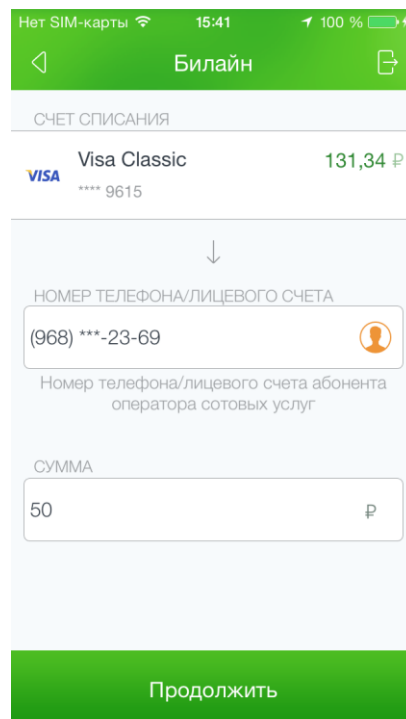 Нет SIM-карты 15:41 100 %
Билайн
СЧЕТ СПИСАНИЯ
Visa Classic 131,34 ₽
VISA
**** 9615
НОМЕР ТЕЛЕФОНА/ЛИЦЕВОГО СЧЕТА
(968) ***-23-69
Номер телефона/лицевого счета абонента
оператора сотовых услуг
СУММА
50 ₽
Продолжить